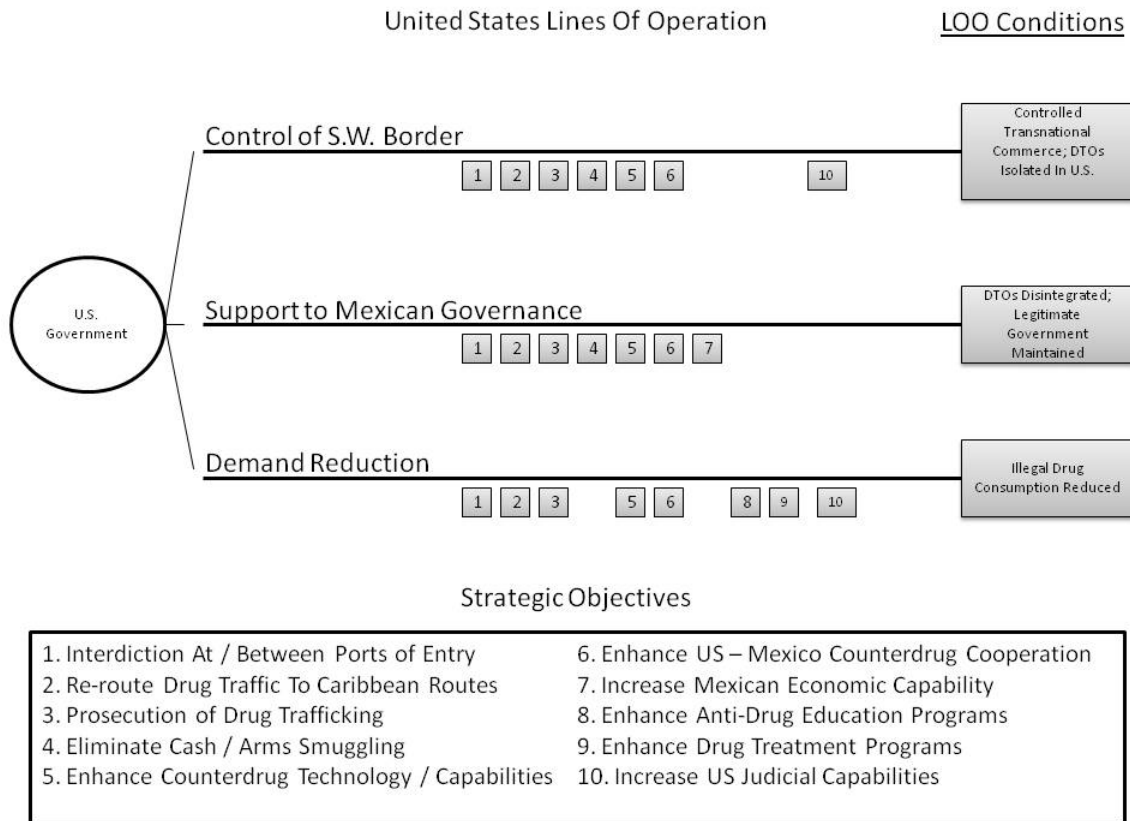 United States Lines Of Operation
LOO Conditions
Control of S.W. Border
1 2 3 4 5 6 10
Controlled
Transnational
Commerce; DTOs
Isolated In U.S.
U.S.
Government
Support to Mexican Governance
1 2 3 4 5 6 7
DTOs Disintegrated;
Legitimate
Government
Maintained
Demand Reduction
1 2 3 5 6 8 9 10
Illegal Drug
Consumption Reduced
Strategic Objectives
1. Interdiction At / Between Ports of Entry
2. Re-route Drug Traffic To Caribbean Routes
3. Prosecution of Drug Trafficking
4. Eliminate Cash / Arms Smuggling
5. Enhance Counterdrug Technology / Capabilities
6. Enhance US – Mexico Counterdrug Cooperation
7. Increase Mexican Economic Capability
8. Enhance Anti-Drug Education Programs
9. Enhance Drug Treatment Programs
10. Increase US Judicial Capabilities